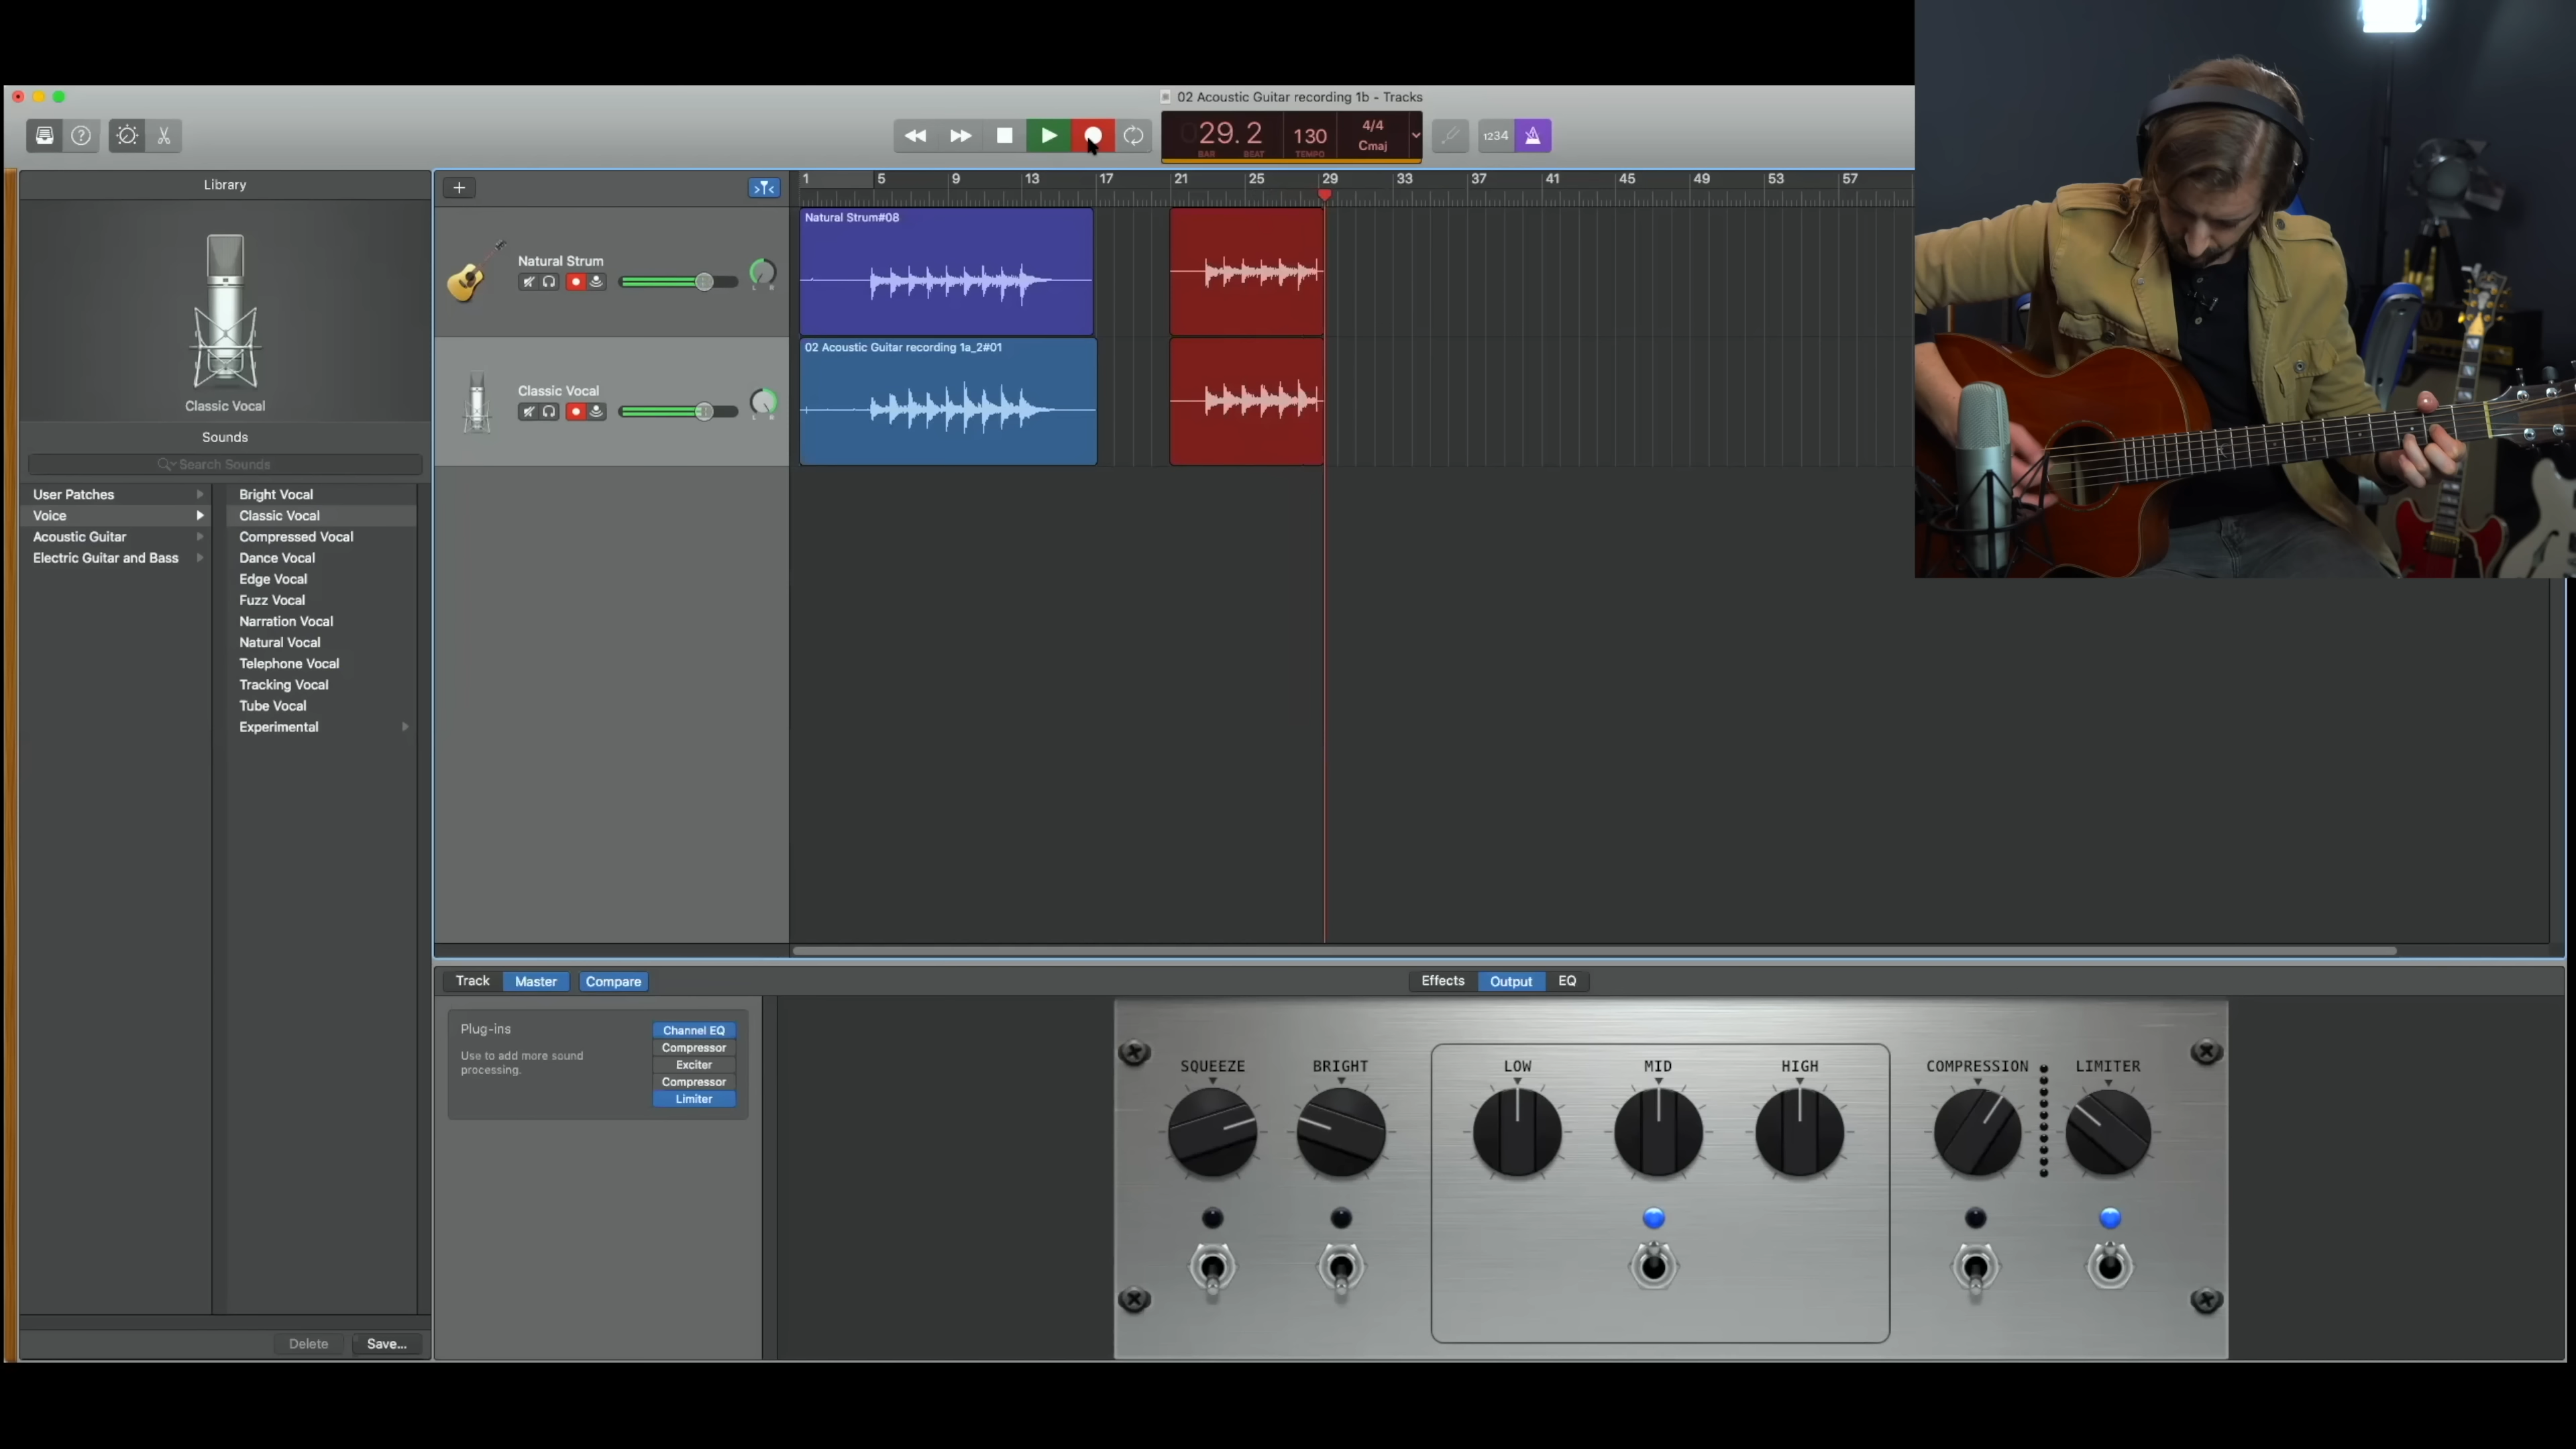 02 Acoustic Guitar recording 1b - Tracks
29. 2
BAR BEAT
130
TEMPO
4/4
Cmaj
1234
Library
Classic Vocal
Sounds
Search Sounds
User Patches
Voice
Acoustic Guitar
Electric Guitar and Bass
Bright Vocal
Classic Vocal
Compressed Vocal
Dance Vocal
Edge Vocal
Fuzz Vocal
Narration Vocal
Natural Vocal
Telephone Vocal
Tracking Vocal
Tube Vocal
Experimental
Delete Save...
1 5 9 13 17 21 25 29 33 37 41 45 49 53 57
Natural Strum
L R
Natural Strum#08
Classic Vocal
L R
02 Acoustic Guitar recording 1a_2#01
Track Master Compare
Effects Output EQ
Plug-ins
Use to add more sound
processing.
Channel EQ
Compressor
Exciter
Compressor
Limiter
SQUEEZE BRIGHT LOW MID HIGH COMPRESSION LIMITER